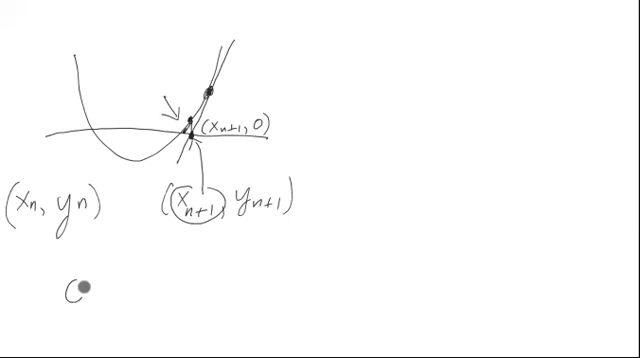 (xn+1, 0)
(xn, yn) (xn+1, yn+1)
(